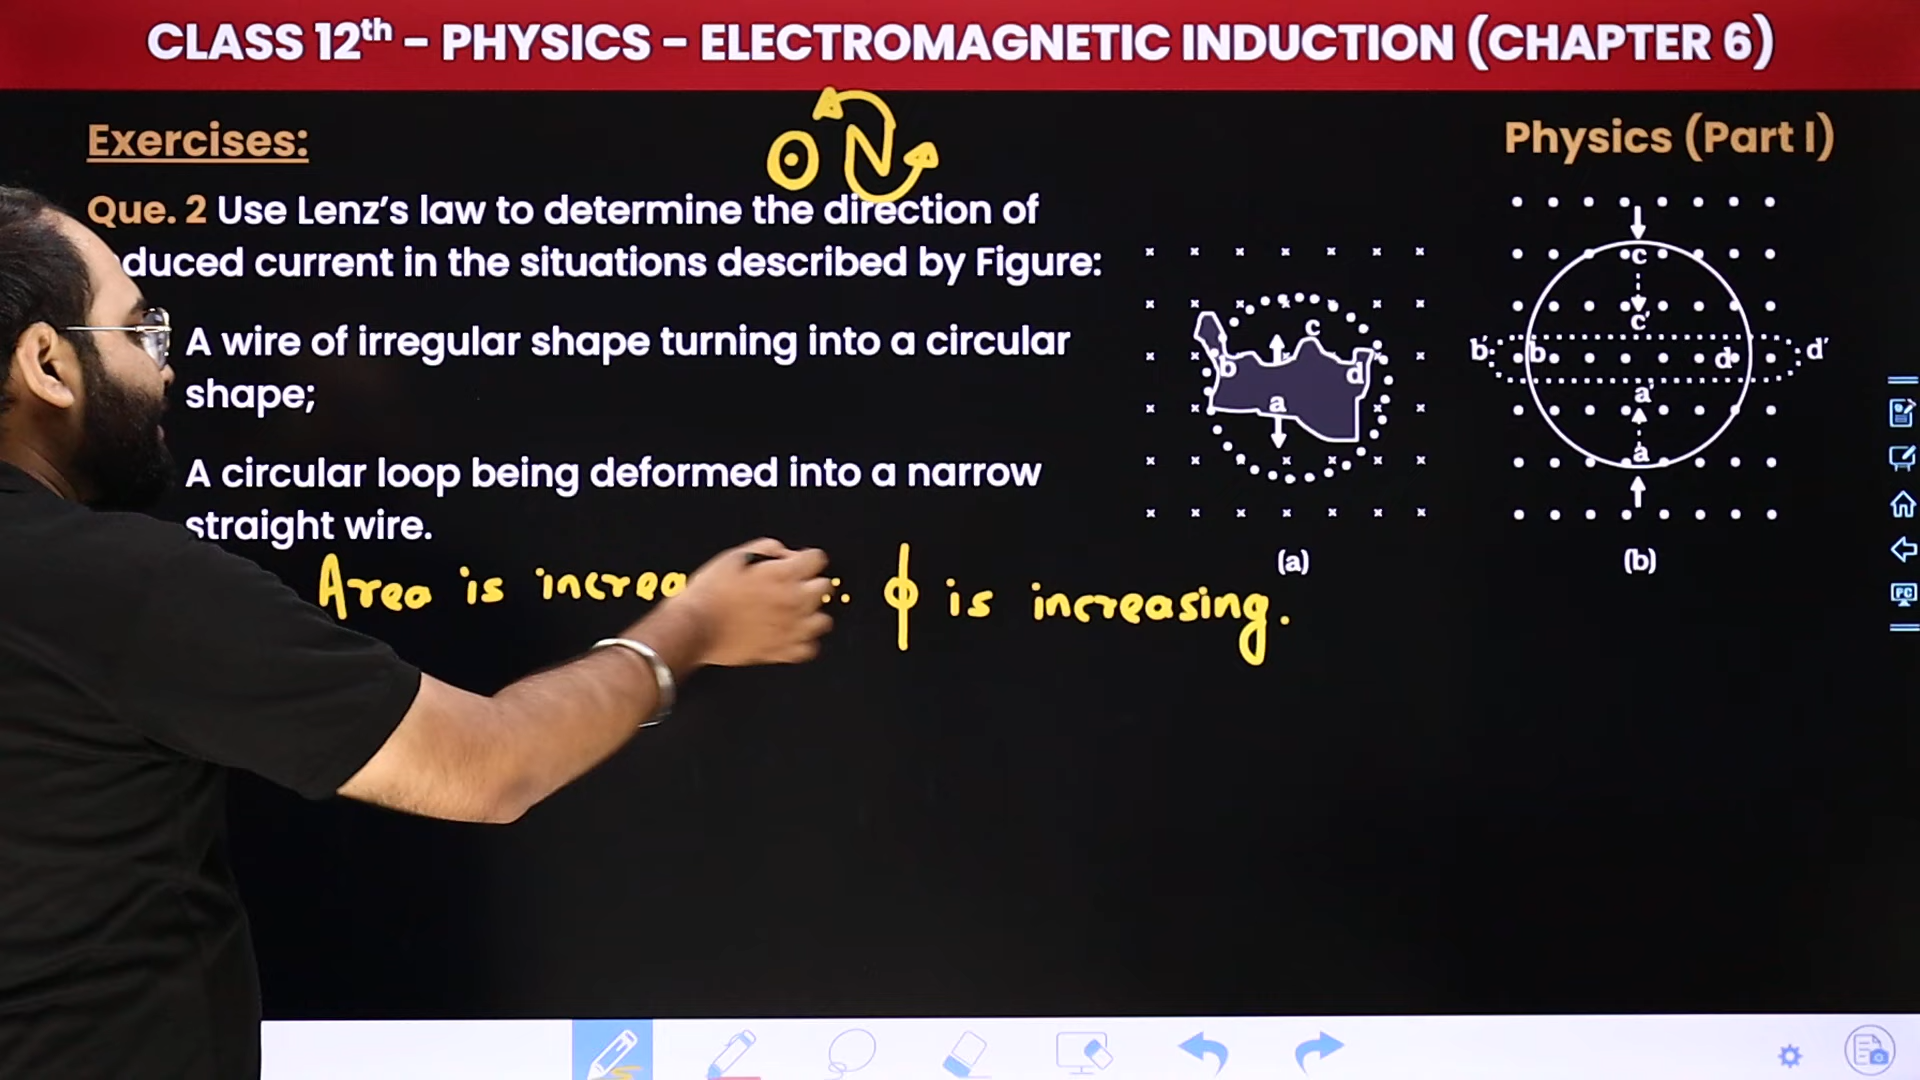 CLASS 12th - PHYSICS - ELECTROMAGNETIC INDUCTION (CHAPTER 6)
Exercises:
N
Physics (Part I)
Que. 2 Use Lenz's law to determine the direction of
duced current in the situations described by Figure:
A wire of irregular shape turning into a circular
shape;
A circular loop being deformed into a narrow
straight wire.
c
b
d
a
(a)
c
c′
b′
b
d
d′
a′
a
(b)
Area is increa ∴ ϕ is increasing.
PC